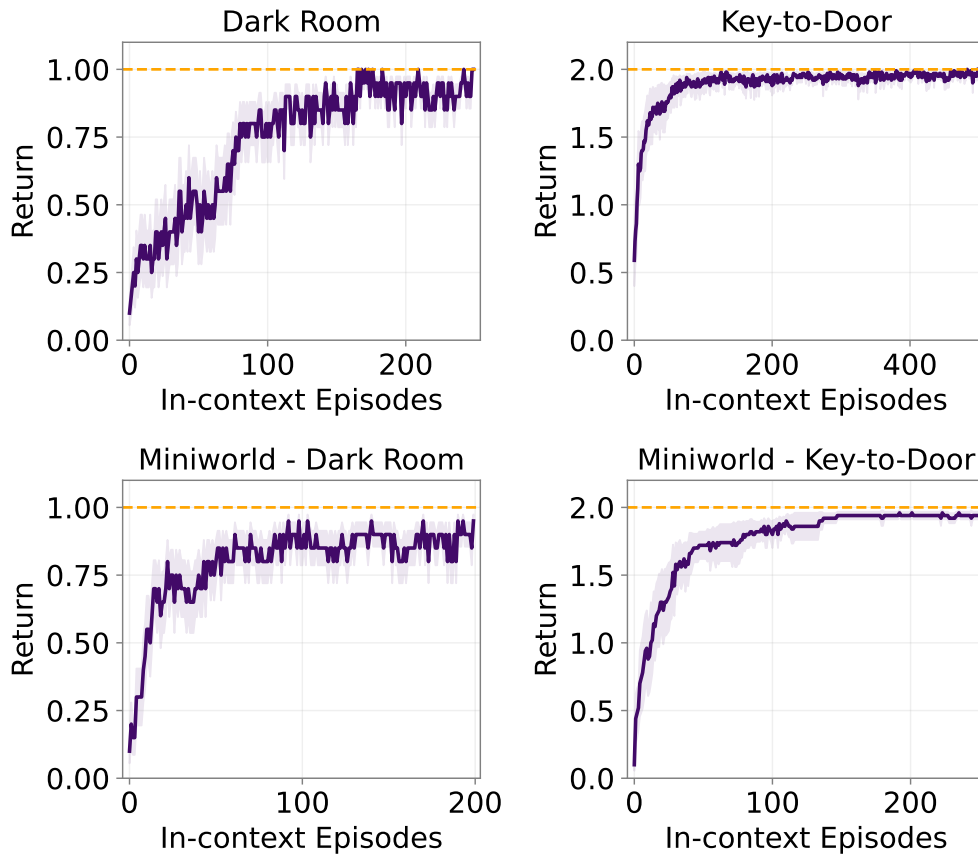 Dark Room
Key-to-Door
1.00
0.75
0.50
0.25
0.00
Return
0
100
200
In-context Episodes
2.0
1.5
1.0
0.5
0.0
Return
0
200
400
In-context Episodes
Miniworld - Dark Room
Miniworld - Key-to-Door
1.00
0.75
0.50
0.25
0.00
Return
0
100
200
In-context Episodes
2.0
1.5
1.0
0.5
0.0
Return
0
100
200
In-context Episodes